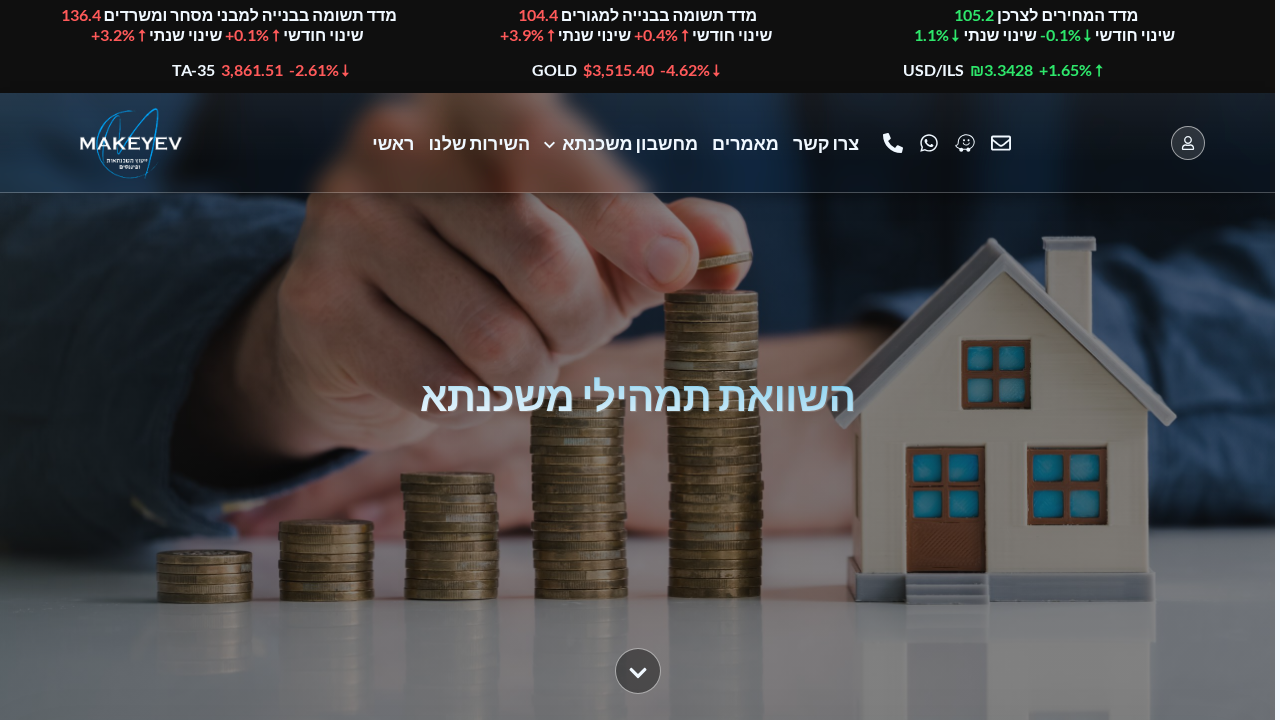 מדד המחירים לצרכן 105.2
שינוי חודשי ↓ -0.1% שינוי שנתי ↓ 1.1%
מדד תשומה בבנייה למגורים 104.4
שינוי חודשי ↑ +0.4% שינוי שנתי ↑ +3.9%
מדד תשומה בבנייה למבני מסחר ומשרדים 136.4
שינוי חודשי ↑ +0.1% שינוי שנתי ↑ +3.2%
USD/ILS ₪3.3428 +1.65% ↑
GOLD $3,515.40 -4.62% ↓
TA-35 3,861.51 -2.61% ↓
צרו קשר
מאמרים
מחשבון משכנתא
השירות שלנו
ראשי
MAKEYEV
ייעוץ משכנתאות
ופיננסים
השוואת תמהילי משכנתא